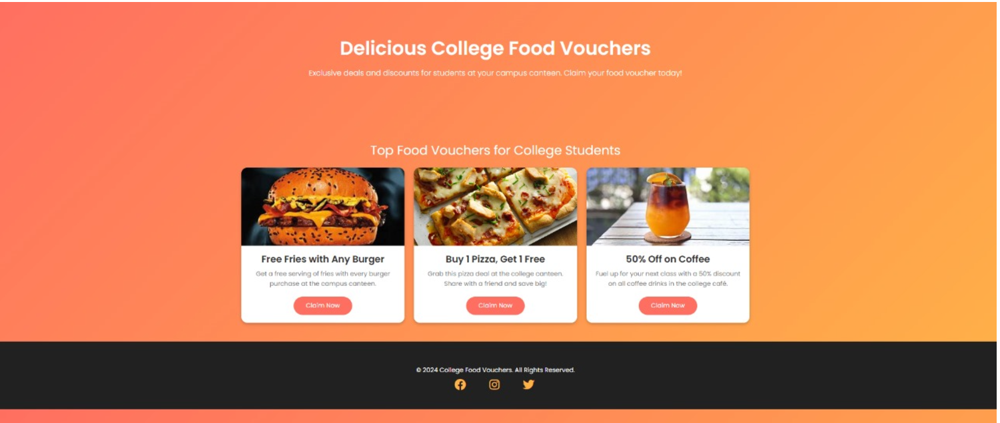 Delicious College Food Vouchers
Exclusive deals and discounts for students at your campus canteen. Claim your food voucher today!
Top Food Vouchers for College Students
Free Fries with Any Burger
Get a free serving of fries with every burger
purchase at the campus canteen.
Claim Now
Buy 1 Pizza, Get 1 Free
Grab this pizza deal at the college canteen.
Share with a friend and save big!
Claim Now
50% Off on Coffee
Fuel up for your next class with a 50% discount
on all coffee drinks in the college café.
Claim Now
© 2024 College Food Vouchers. All Rights Reserved.